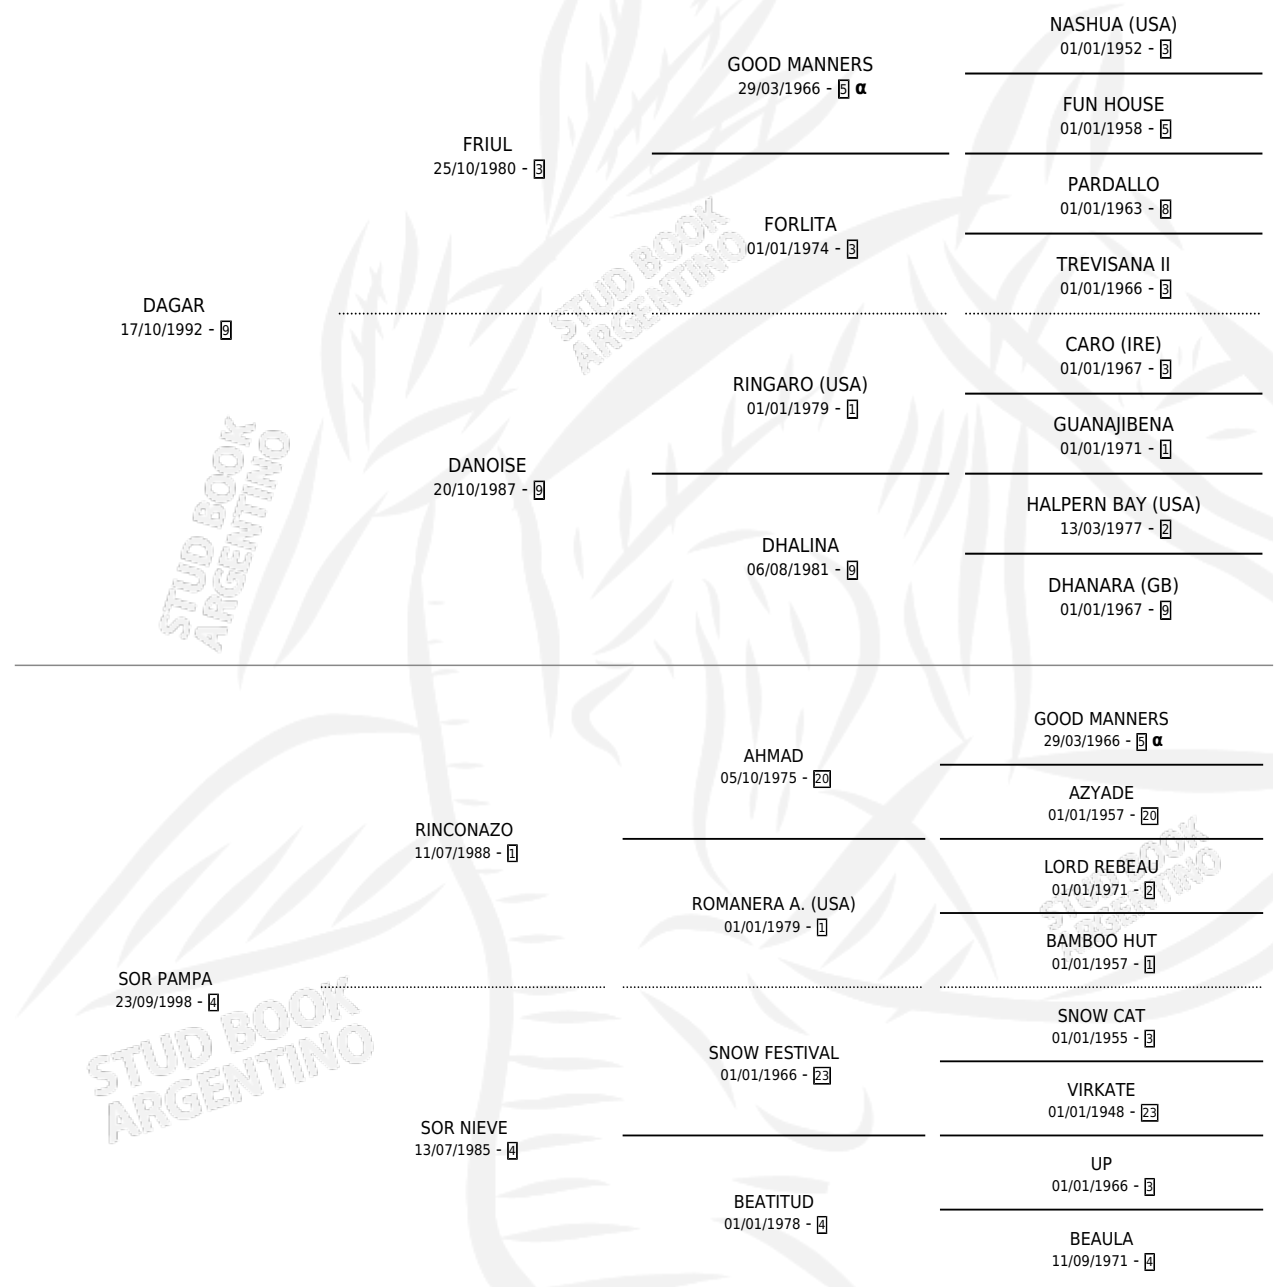 NASHUA (USA)
01/01/1952 - 3
GOOD MANNERS
29/03/1966 - 5 α
FUN HOUSE
01/01/1958 - 5
FRIUL
25/10/1980 - 3
PARDALLO
01/01/1963 - 8
FORLITA
01/01/1974 - 3
TREVISANA II
01/01/1966 - 3
DAGAR
17/10/1992 - 9
CARO (IRE)
01/01/1967 - 3
RINGARO (USA)
01/01/1979 - 1
GUANAJIBENA
01/01/1971 - 1
DANOISE
20/10/1987 - 9
HALPERN BAY (USA)
13/03/1977 - 2
DHALINA
06/08/1981 - 9
DHANARA (GB)
01/01/1967 - 9
STUD BOOK
ARGENTINO
STUD BOOK
ARGENTINO
GOOD MANNERS
29/03/1966 - 5 α
AHMAD
05/10/1975 - 20
AZYADE
01/01/1957 - 20
RINCONAZO
11/07/1988 - 1
LORD REBEAU
01/01/1971 - 2
ROMANERA A. (USA)
01/01/1979 - 1
BAMBOO HUT
01/01/1957 - 1
SOR PAMPA
23/09/1998 - 4
SNOW CAT
01/01/1955 - 3
SNOW FESTIVAL
01/01/1966 - 23
VIRKATE
01/01/1948 - 23
SOR NIEVE
13/07/1985 - 4
UP
01/01/1966 - 3
BEATITUD
01/01/1978 - 4
BEAULA
11/09/1971 - 4
STUD BOOK
ARGENTINO
STUD BOOK
ARGENTINO